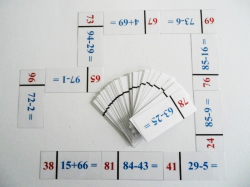 38 15+66 =
81 84-43 =
41 29-5 =
24 85-9 =
76 85-16 =
69 73-6 =
67 4+69 =
73 94-29 =
65 97-1 =
96 72-2 =
78 63-25 =